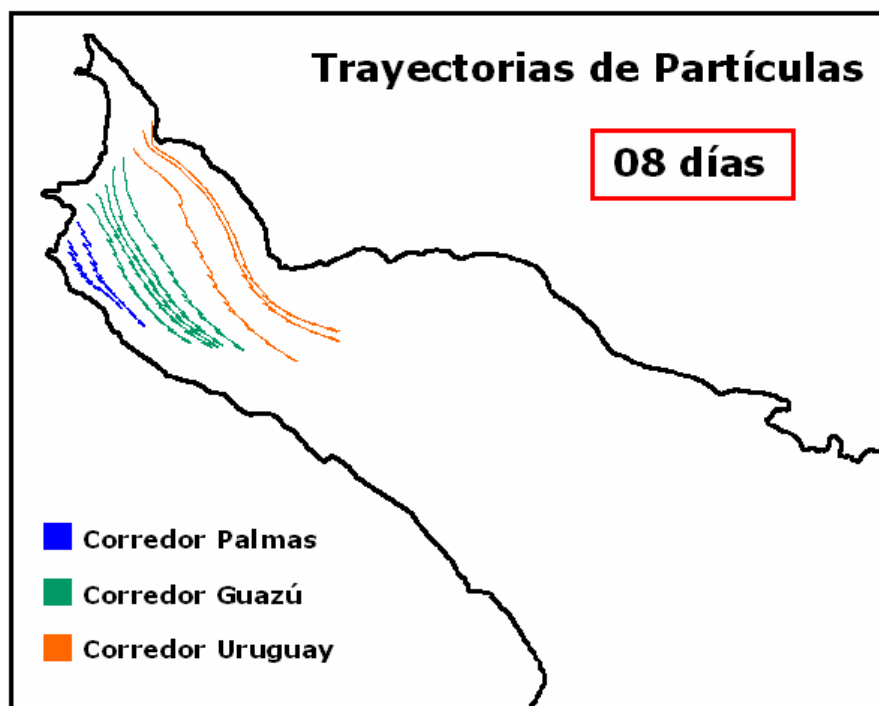 Trayectorias de Partículas
08 días
Corredor Palmas
Corredor Guazú
Corredor Uruguay